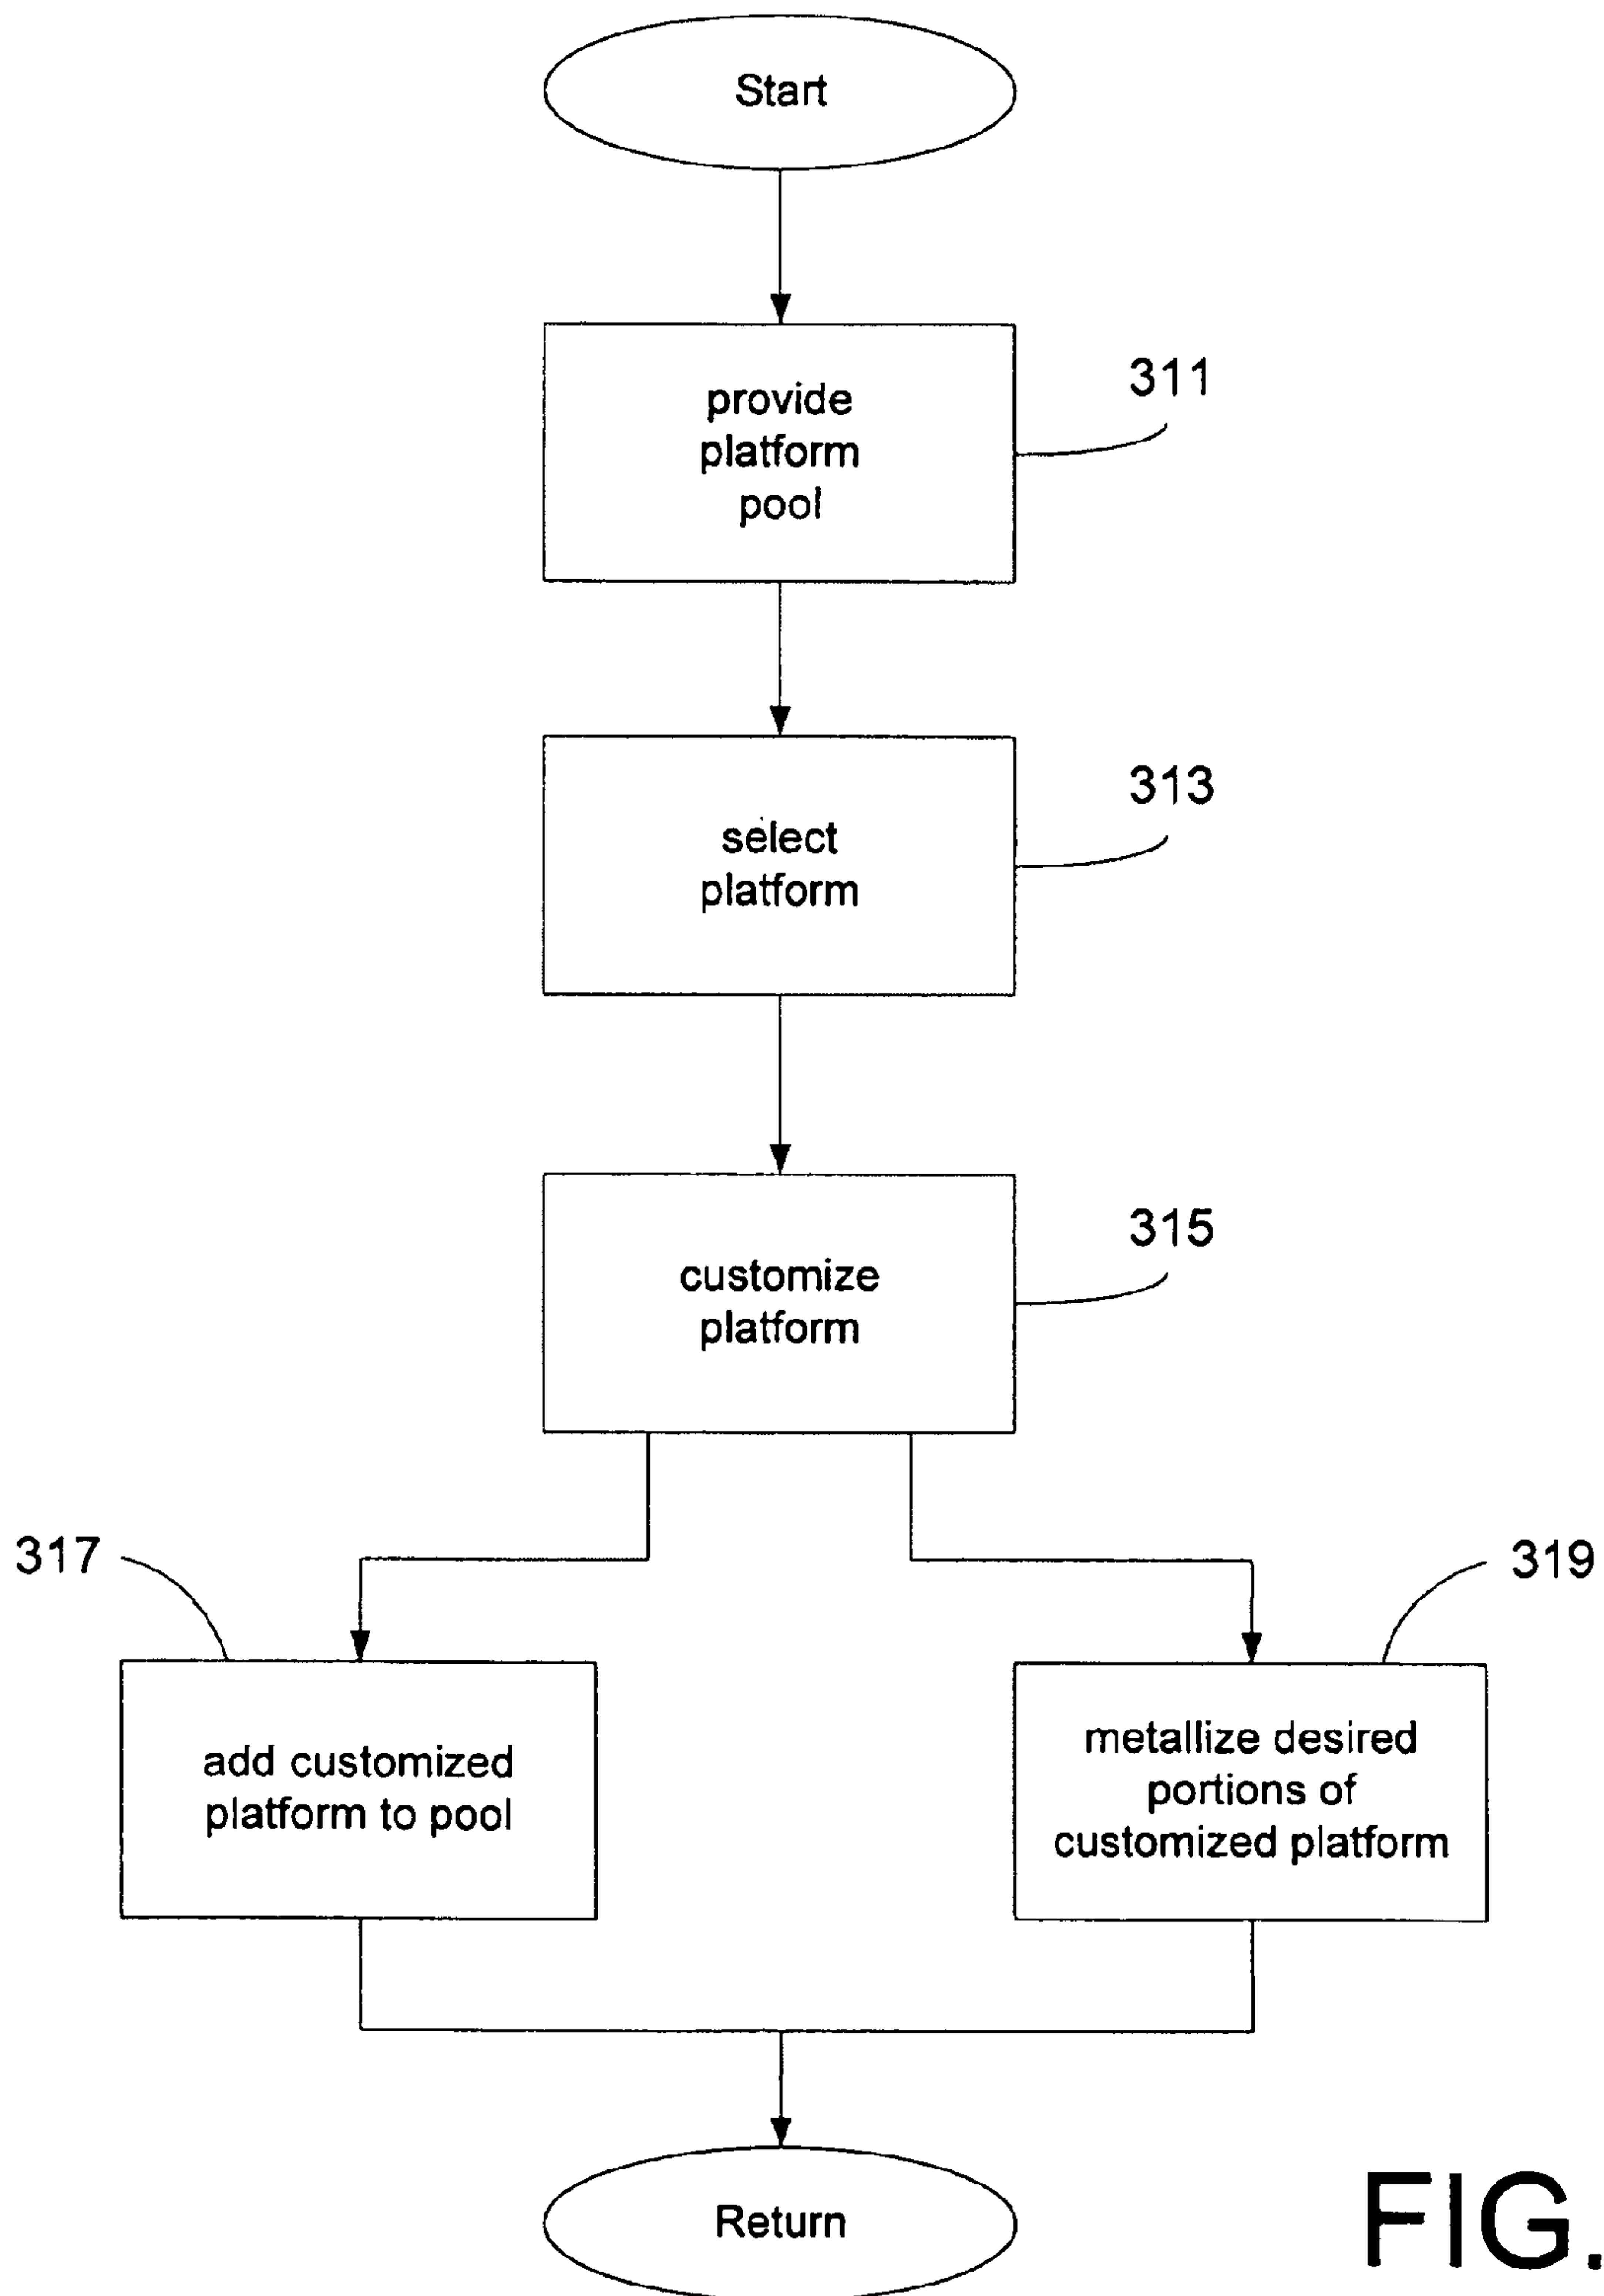 Start
provide
platform
pool
311
select
platform
313
customize
platform
315
317
319
add customized
platform to pool
metallize desired
portions of
customized platform
Return
FIG.